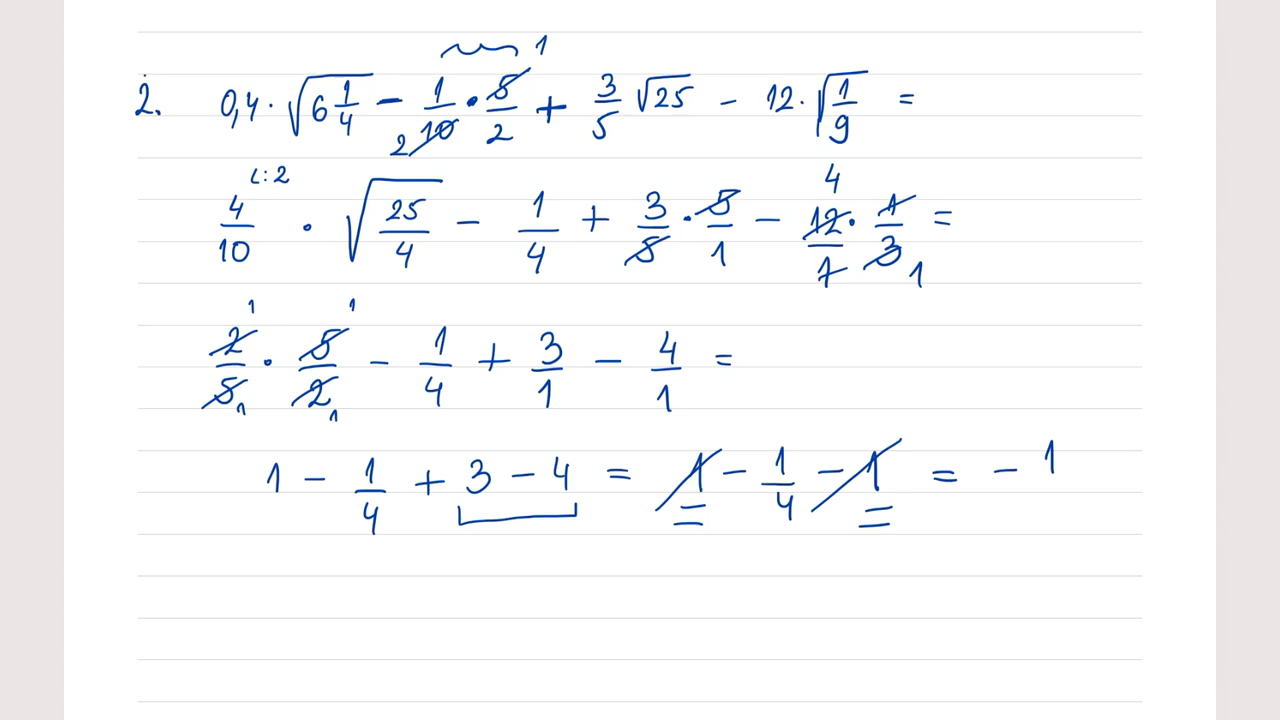 2. 0,4 · √(6 1/4) - 1/10 · 5/2 + 3/5 √25 - 12 · √(1/9) =
4/10 · √(25/4) - 1/4 + 3/5 · 5/1 - 12/1 · 1/3 =
2/5 · 5/2 - 1/4 + 3/1 - 4/1 =
1 - 1/4 + 3 - 4 = 1 - 1/4 - 1 = - 1